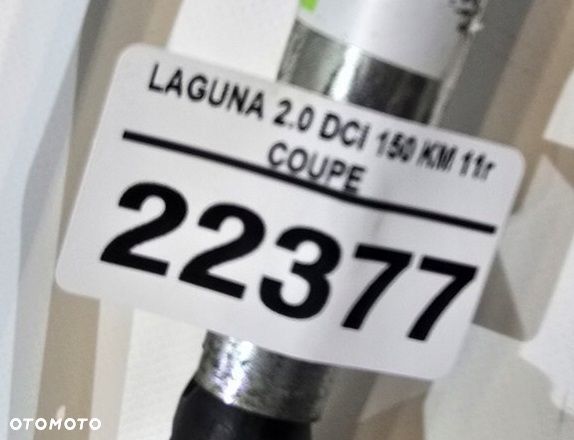 LAGUNA 2.0 DCI 150 KM 11r
COUPE
22377
OTOMOTO